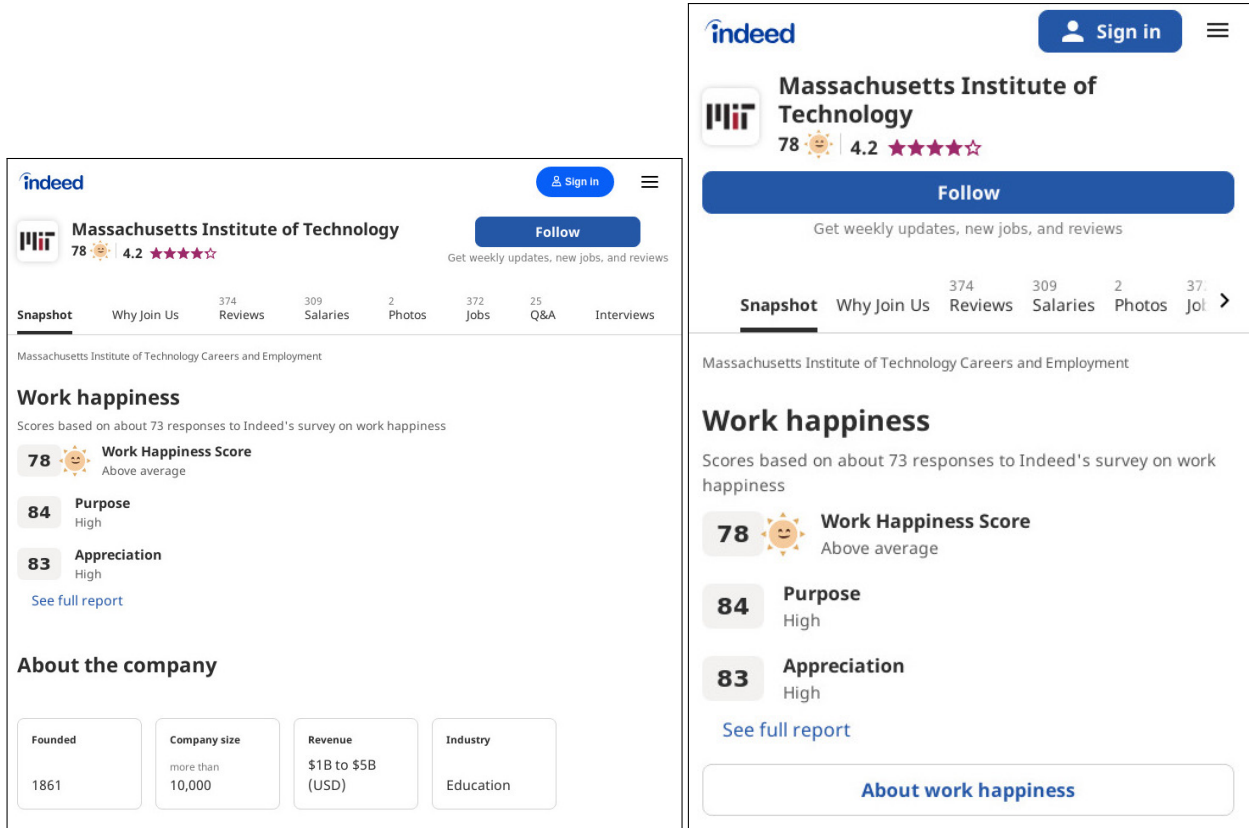 indeed
Sign in
MIT
Massachusetts Institute of Technology
78
4.2
Follow
Get weekly updates, new jobs, and reviews
Snapshot
Why Join Us
374
Reviews
309
Salaries
2
Photos
372
Jobs
25
Q&A
Interviews
Massachusetts Institute of Technology Careers and Employment
Work happiness
Scores based on about 73 responses to Indeed's survey on work happiness
78
Work Happiness Score
Above average
84
Purpose
High
83
Appreciation
High
See full report
About the company
Founded
1861
Company size
more than
10,000
Revenue
$1B to $5B
(USD)
Industry
Education
indeed
Sign in
MIT
Massachusetts Institute of
Technology
78
4.2
Follow
Get weekly updates, new jobs, and reviews
Snapshot
Why Join Us
374
Reviews
309
Salaries
2
Photos
Massachusetts Institute of Technology Careers and Employment
Work happiness
Scores based on about 73 responses to Indeed's survey on work
happiness
78
Work Happiness Score
Above average
84
Purpose
High
83
Appreciation
High
See full report
About work happiness